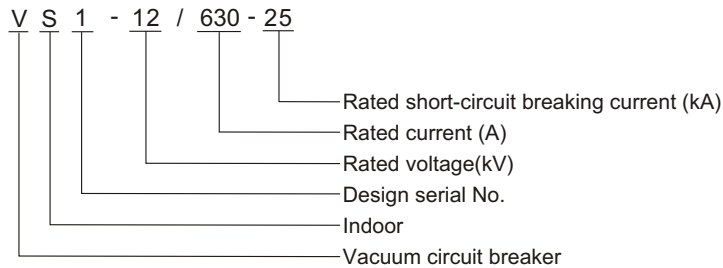 V S 1 - 12 / 630 - 25
Rated short-circuit breaking current (kA)
Rated current (A)
Rated voltage(kV)
Design serial No.
Indoor
Vacuum circuit breaker